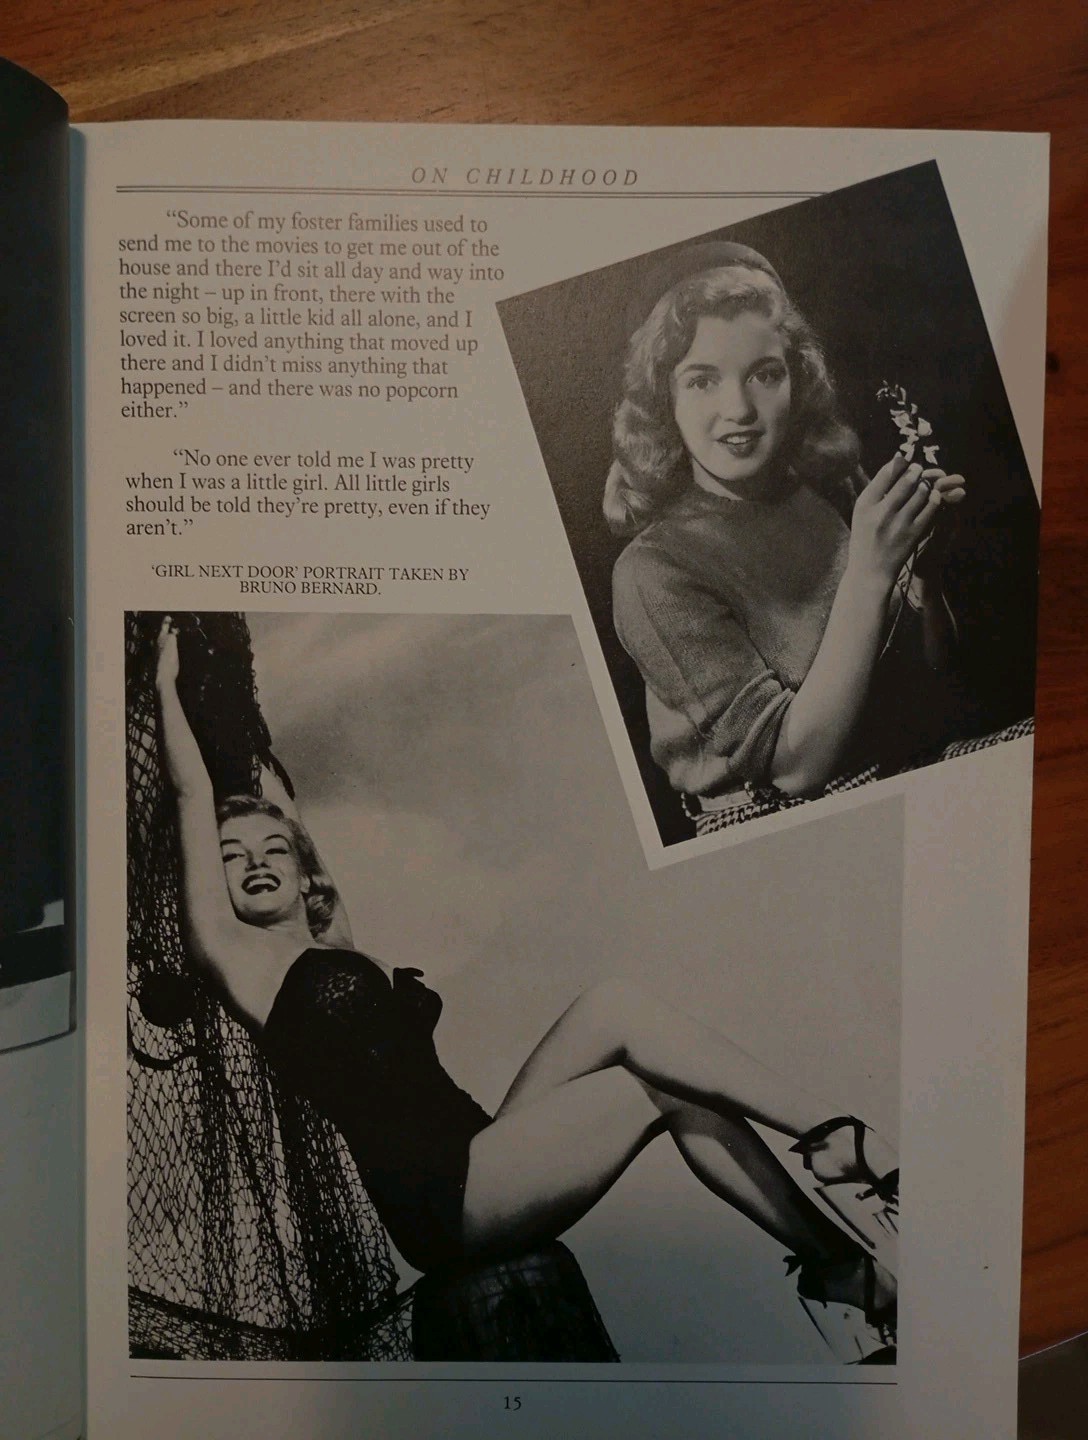 ON CHILDHOOD
“Some of my foster families used to
send me to the movies to get me out of the
house and there I’d sit all day and way into
the night – up in front, there with the
screen so big, a little kid all alone, and I
loved it. I loved anything that moved up
there and I didn’t miss anything that
happened – and there was no popcorn
either.”
“No one ever told me I was pretty
when I was a little girl. All little girls
should be told they’re pretty, even if they
aren’t.”
‘GIRL NEXT DOOR’ PORTRAIT TAKEN BY
BRUNO BERNARD.
15